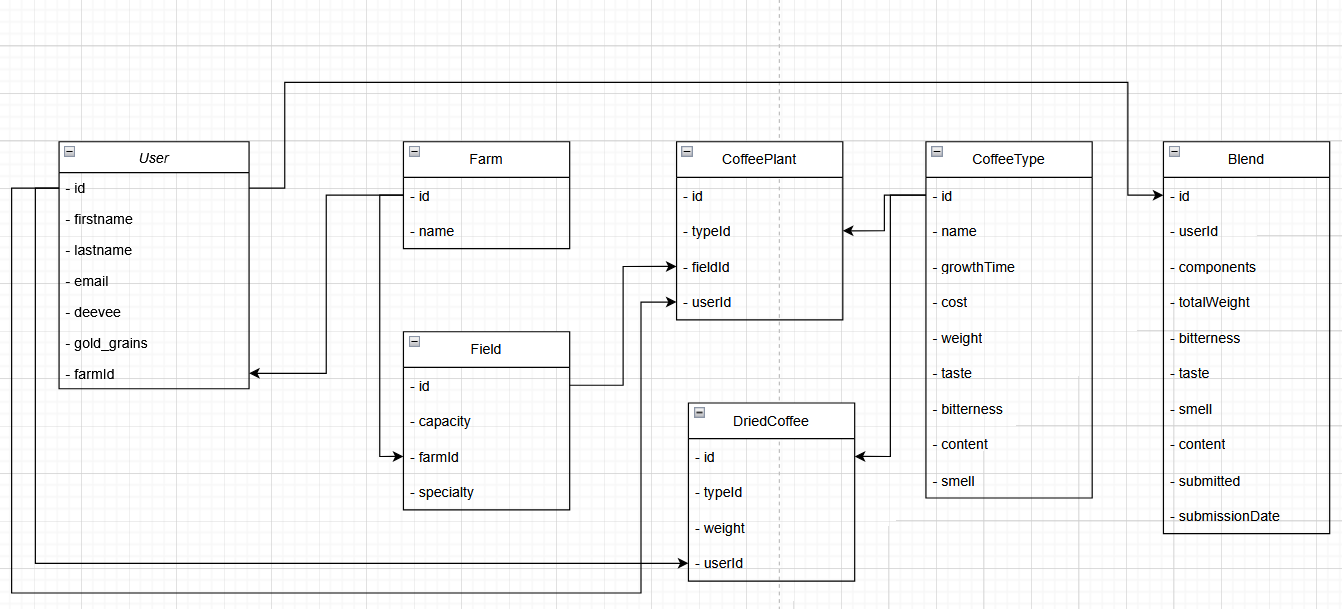 User
- id
- firstname
- lastname
- email
- deevee
- gold_grains
- farmId
Farm
- id
- name
Field
- id
- capacity
- farmId
- specialty
CoffeePlant
- id
- typeId
- fieldId
- userId
DriedCoffee
- id
- typeId
- weight
- userId
CoffeeType
- id
- name
- growthTime
- cost
- weight
- taste
- bitterness
- content
- smell
Blend
- id
- userId
- components
- totalWeight
- bitterness
- taste
- smell
- content
- submitted
- submissionDate